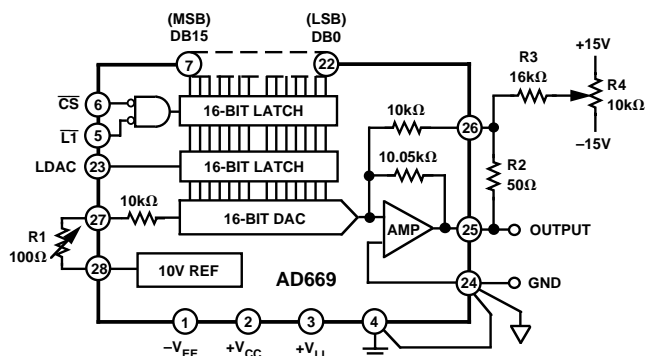 (MSB)
DB15
(LSB)
DB0
7
22
CS
6
L1
5
LDAC
23
16-BIT LATCH
16-BIT LATCH
16-BIT DAC
10kΩ
27
R1
100Ω
28
10V REF
AD669
10kΩ
10.05kΩ
AMP
26
25
24
R3
16kΩ
+15V
R4
10kΩ
–15V
R2
50Ω
OUTPUT
GND
1
2
3
4
–VEE
+VCC
+VLL